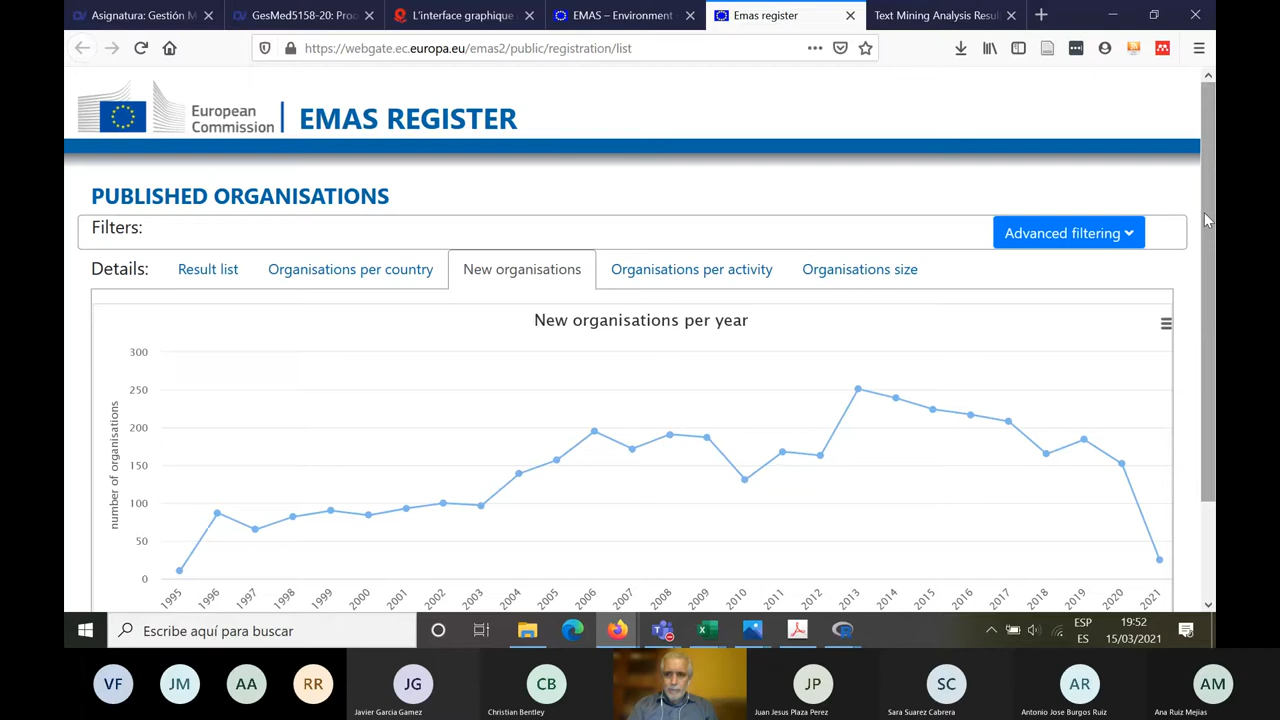 Asignatura: Gestión M
GesMed5158-20: Proc
L'interface graphique
EMAS – Environment
Emas register
Text Mining Analysis Resul
https://webgate.ec.europa.eu/emas2/public/registration/list
European
Commission
EMAS REGISTER
PUBLISHED ORGANISATIONS
Filters:
Advanced filtering
Details:
Result list
Organisations per country
New organisations
Organisations per activity
Organisations size
New organisations per year
number of organisations
300
250
200
150
100
50
0
1995
1996
1997
1998
1999
2000
2001
2002
2003
2004
2005
2006
2007
2008
2009
2010
2011
2012
2013
2014
2015
2016
2017
2018
2019
2020
2021
Escribe aquí para buscar
ESP
ES
19:52
15/03/2021
VF
JM
AA
RR
JG
Javier Garcia Gamez
CB
Christian Bentley
JP
Juan Jesus Plaza Perez
SC
Sara Suarez Cabrera
AR
Antonio Jose Burgos Ruiz
AM
Ana Ruiz Mejias